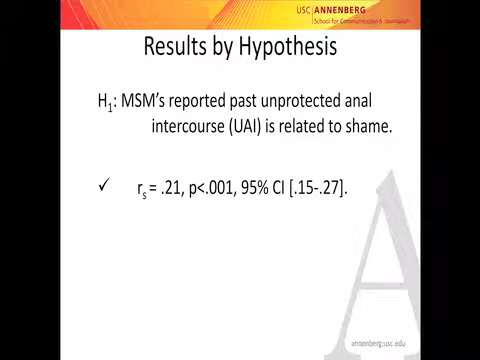 USC ANNENBERG
School for Communication & Journalism
Results by Hypothesis
H1: MSM's reported past unprotected anal
intercourse (UAI) is related to shame.
✓ rs = .21, p<.001, 95% CI [.15-.27].
A
annenberg.usc.edu